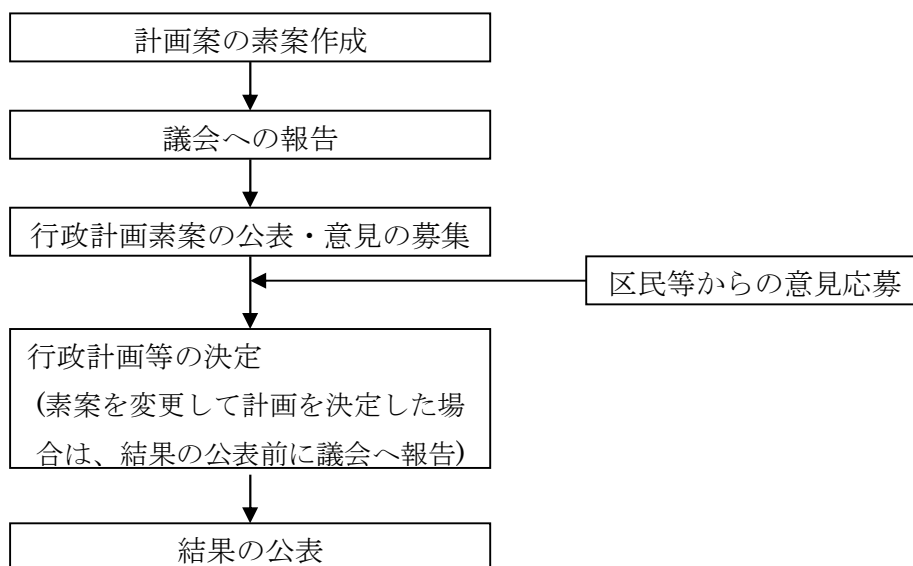 計画案の素案作成
議会への報告
行政計画素案の公表・意見の募集
区民等からの意見応募
行政計画等の決定
(素案を変更して計画を決定した場
合は、結果の公表前に議会へ報告)
結果の公表